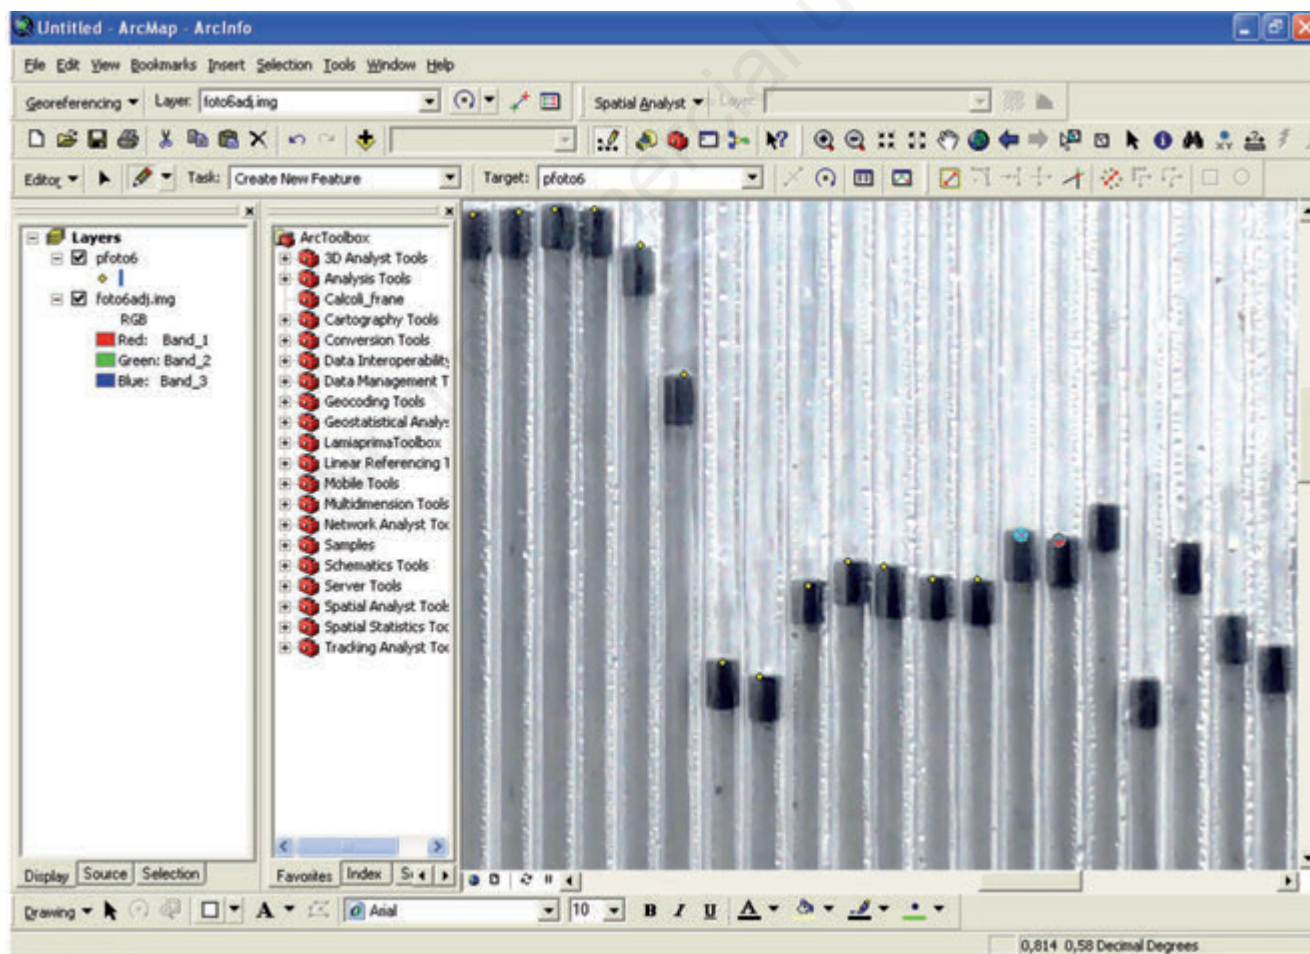 Untitled - ArcMap - ArcInfo
File Edit View Bookmarks Insert Selection Tools Window Help
Georeferencing Layer: foto6adj.img Spatial Analyst Layer:
Editor Task: Create New Feature Target: pfoto6
Layers
pfoto6
foto6adj.img
RGB
Red: Band_1
Green: Band_2
Blue: Band_3
ArcToolbox
3D Analyst Tools
Analysis Tools
Calcoli_frane
Cartography Tools
Conversion Tools
Data Interoperability
Data Management T
Geocoding Tools
Geostatistical Analys
LamiaprimaToolbox
Linear Referencing T
Mobile Tools
Multidimension Tools
Network Analyst Too
Samples
Schematics Tools
Server Tools
Spatial Analyst Tools
Spatial Statistics Too
Tracking Analyst Too
Display Source Selection
Favorites Index
Drawing A Arial 10 B I U A
0,814 0,58 Decimal Degrees